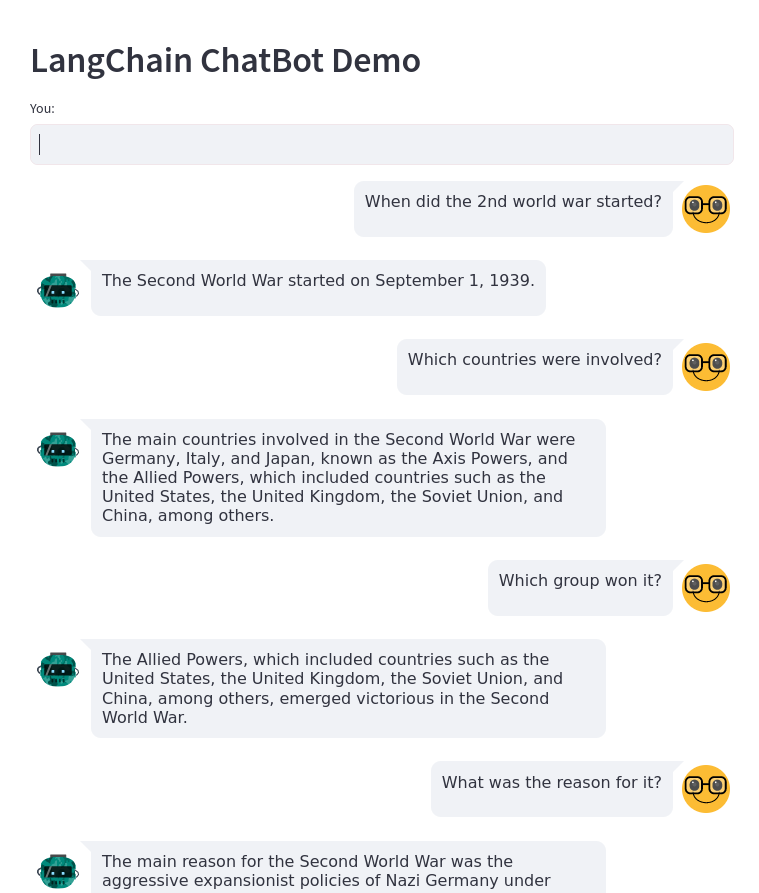 LangChain ChatBot Demo
You:
When did the 2nd world war started?
The Second World War started on September 1, 1939.
Which countries were involved?
The main countries involved in the Second World War were
Germany, Italy, and Japan, known as the Axis Powers, and
the Allied Powers, which included countries such as the
United States, the United Kingdom, the Soviet Union, and
China, among others.
Which group won it?
The Allied Powers, which included countries such as the
United States, the United Kingdom, the Soviet Union, and
China, among others, emerged victorious in the Second
World War.
What was the reason for it?
The main reason for the Second World War was the
aggressive expansionist policies of Nazi Germany under